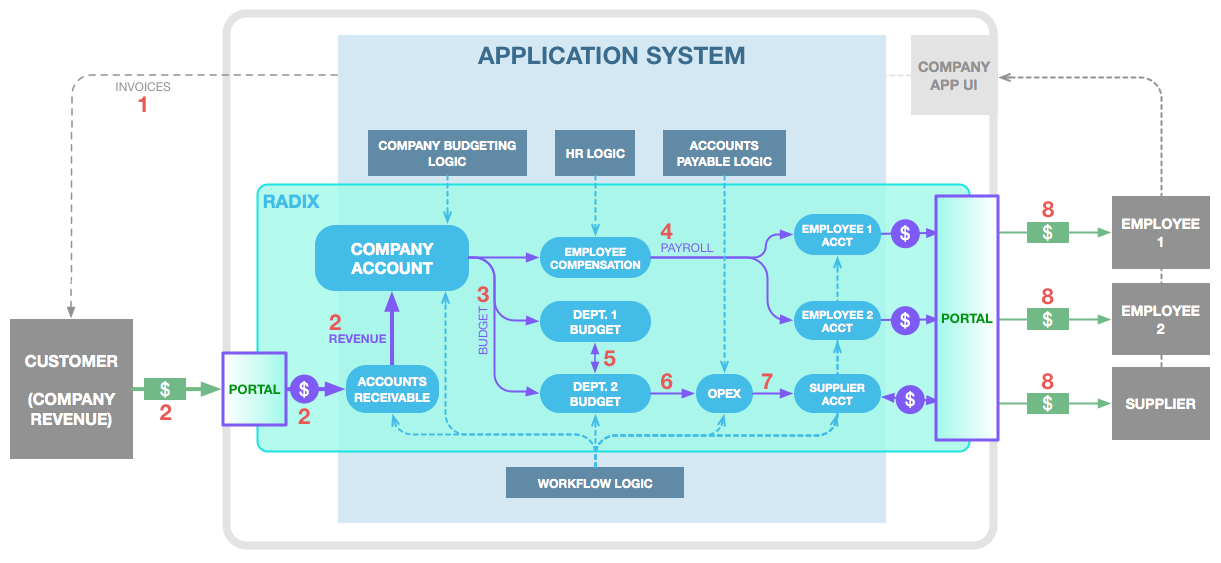 APPLICATION SYSTEM
COMPANY
APP UI
INVOICES
1
COMPANY BUDGETING
LOGIC
HR LOGIC
ACCOUNTS
PAYABLE LOGIC
RADIX
COMPANY
ACCOUNT
EMPLOYEE
COMPENSATION
4
PAYROLL
EMPLOYEE 1
ACCT
$
8
$
EMPLOYEE
1
3
BUDGET
2
REVENUE
DEPT. 1
BUDGET
EMPLOYEE 2
ACCT
$
PORTAL
8
$
EMPLOYEE
2
5
CUSTOMER
(COMPANY
REVENUE)
$
2
PORTAL
$
2
ACCOUNTS
RECEIVABLE
DEPT. 2
BUDGET
6
OPEX
7
SUPPLIER
ACCT
$
8
$
SUPPLIER
WORKFLOW LOGIC